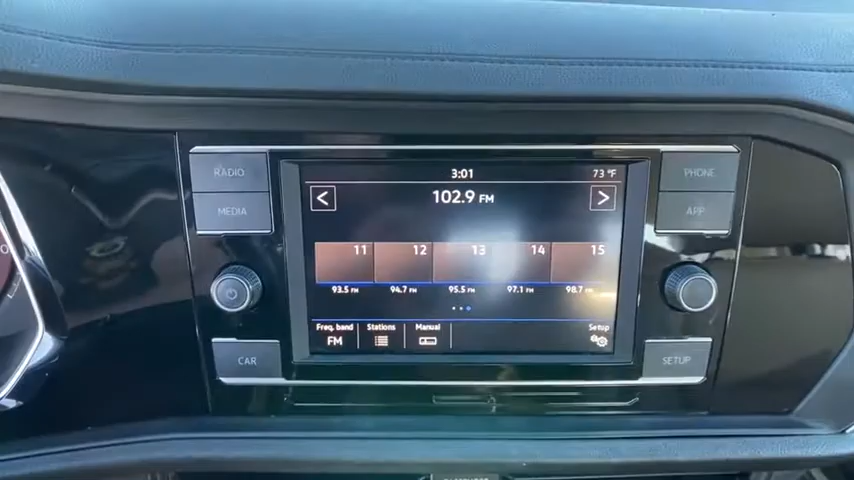 RADIO
MEDIA
CAR
3:01
73 °F
<
102.9 FM
>
11 12 13 14 15
93.5 FM 94.7 FM 95.5 FM 97.1 FM 98.7 FM
Freq. band Stations Manual Setup
FM
PHONE
APP
SETUP